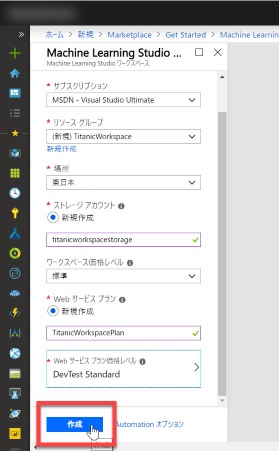 ホーム > 新規 > Marketplace > Get Started > Machine Learnin
Machine Learning Studio ...
Machine Learning Studio ワークスペース
* サブスクリプション
MSDN - Visual Studio Ultimate
* リソース グループ
(新規) TitanicWorkspace
新規作成
* 場所
東日本
* ストレージ アカウント
新規作成
titanicworkspacestorage
ワークスペース価格レベル
標準
* Web サービス プラン
新規作成
TitanicWorkspacePlan
* Web サービス プラン価格レベル
DevTest Standard
作成
Automation オプション